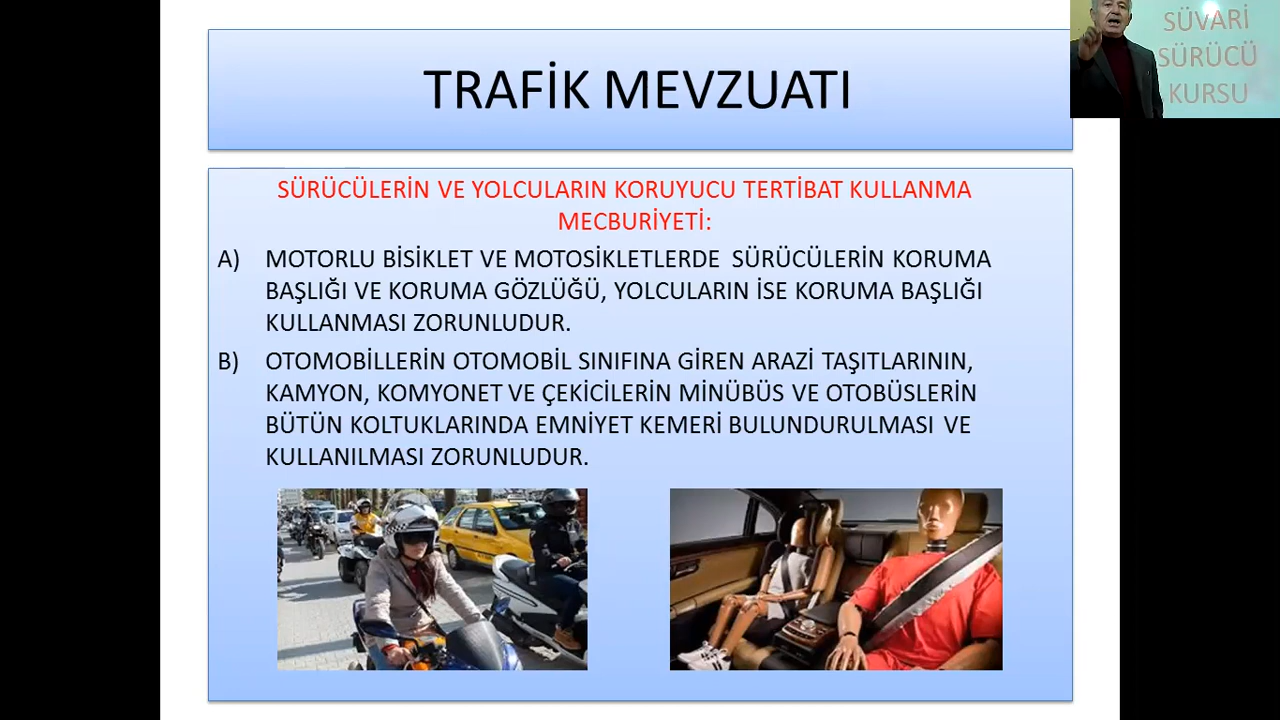 TRAFİK MEVZUATI
SÜVARİ
SÜRÜCÜ
KURSU
SÜRÜCÜLERİN VE YOLCULARIN KORUYUCU TERTİBAT KULLANMA
MECBURİYETİ:
A) MOTORLU BİSİKLET VE MOTOSİKLETLERDE SÜRÜCÜLERİN KORUMA
BAŞLIĞI VE KORUMA GÖZLÜĞÜ, YOLCULARIN İSE KORUMA BAŞLIĞI
KULLANMASI ZORUNLUDUR.
B) OTOMOBİLLERİN OTOMOBİL SINIFINA GİREN ARAZİ TAŞITLARININ,
KAMYON, KOMYONET VE ÇEKİCİLERİN MİNÜBÜS VE OTOBÜSLERİN
BÜTÜN KOLTUKLARINDA EMNİYET KEMERİ BULUNDURULMASI VE
KULLANILMASI ZORUNLUDUR.